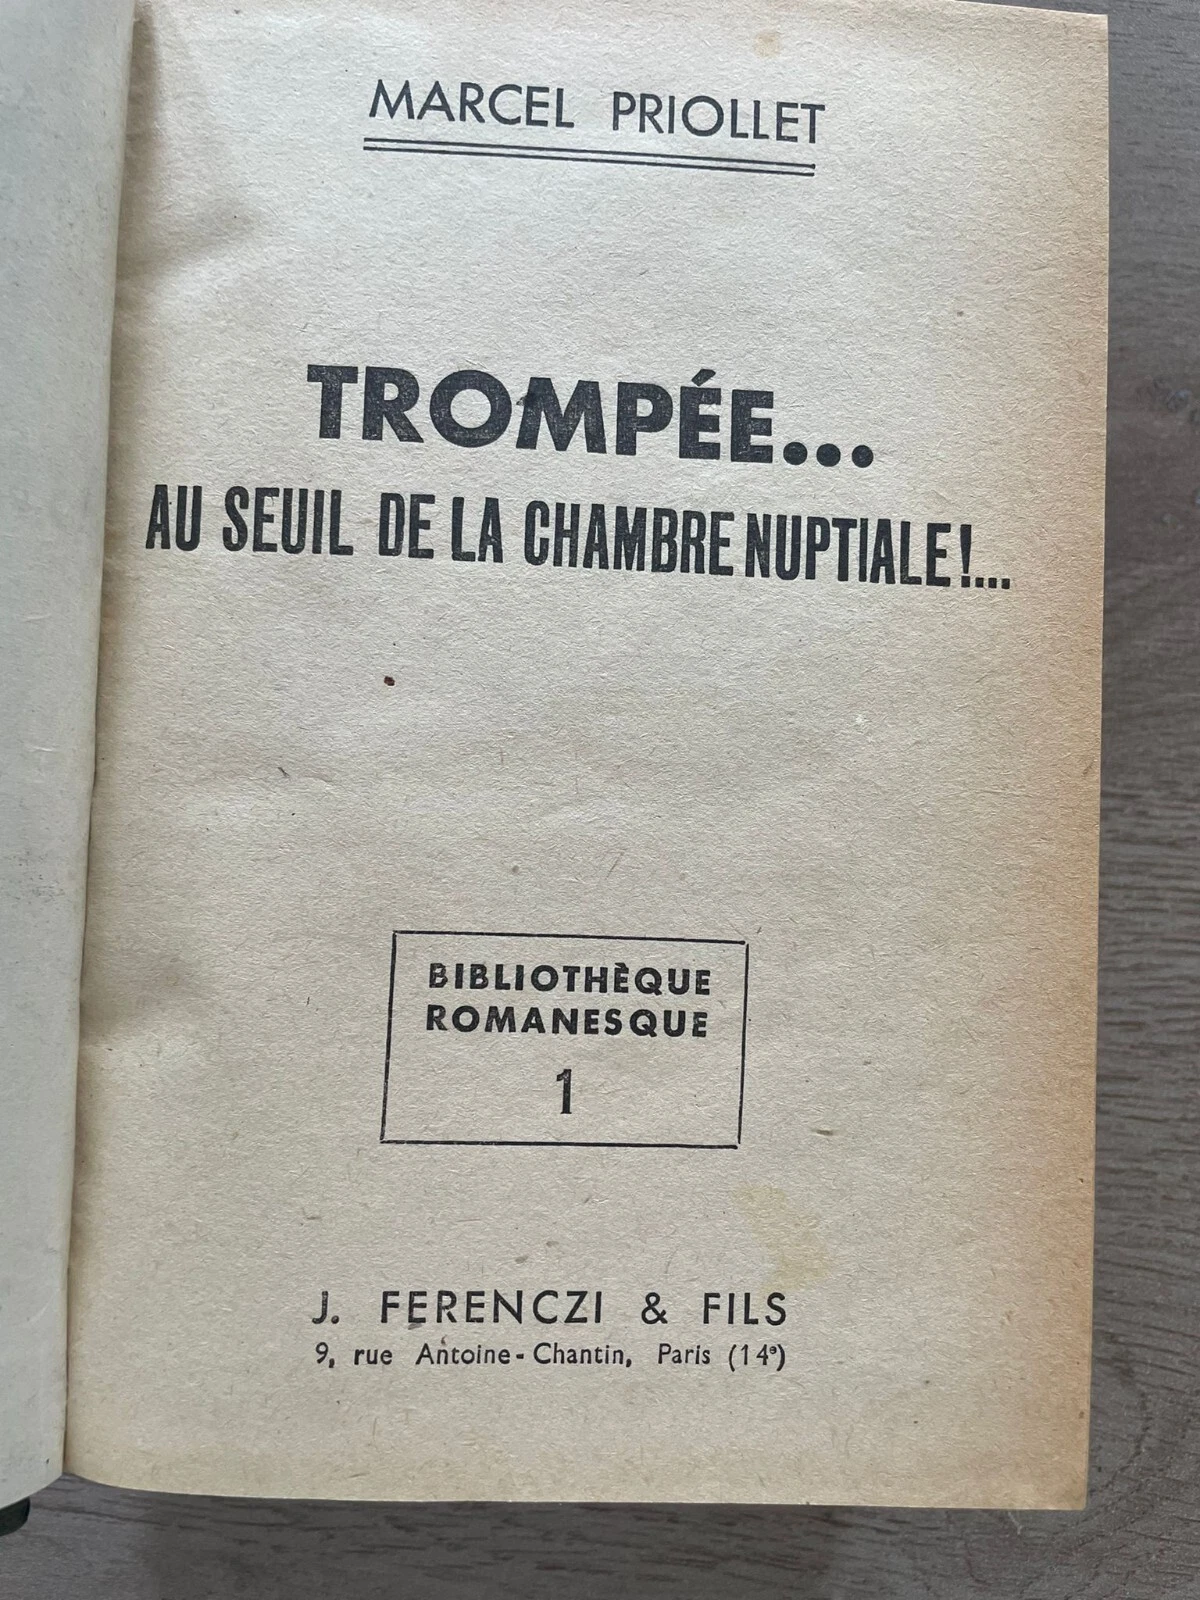 MARCEL PRIOLLET
TROMPÉE...
AU SEUIL DE LA CHAMBRE NUPTIALE!....
BIBLIOTHÈQUE
ROMANESQUE
1
J. FERENCZI & FILS
9, rue Antoine-Chantin, Paris (14e)